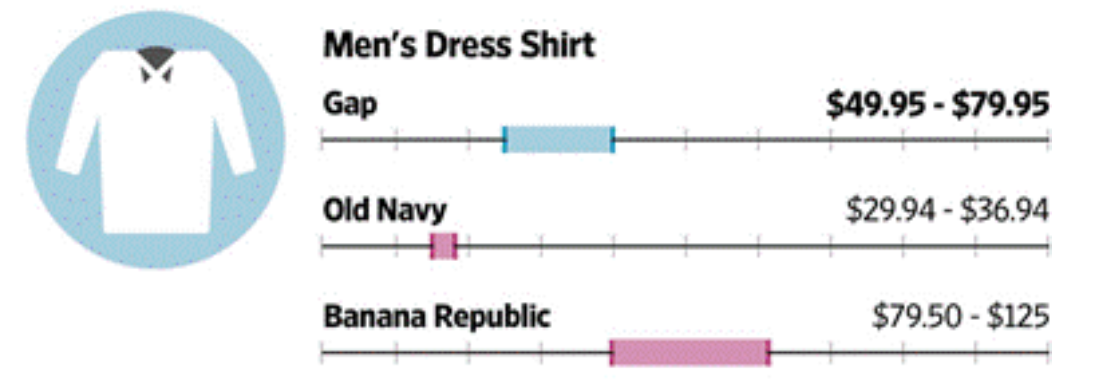 Men's Dress Shirt
Gap $49.95 - $79.95
Old Navy $29.94 - $36.94
Banana Republic $79.50 - $125